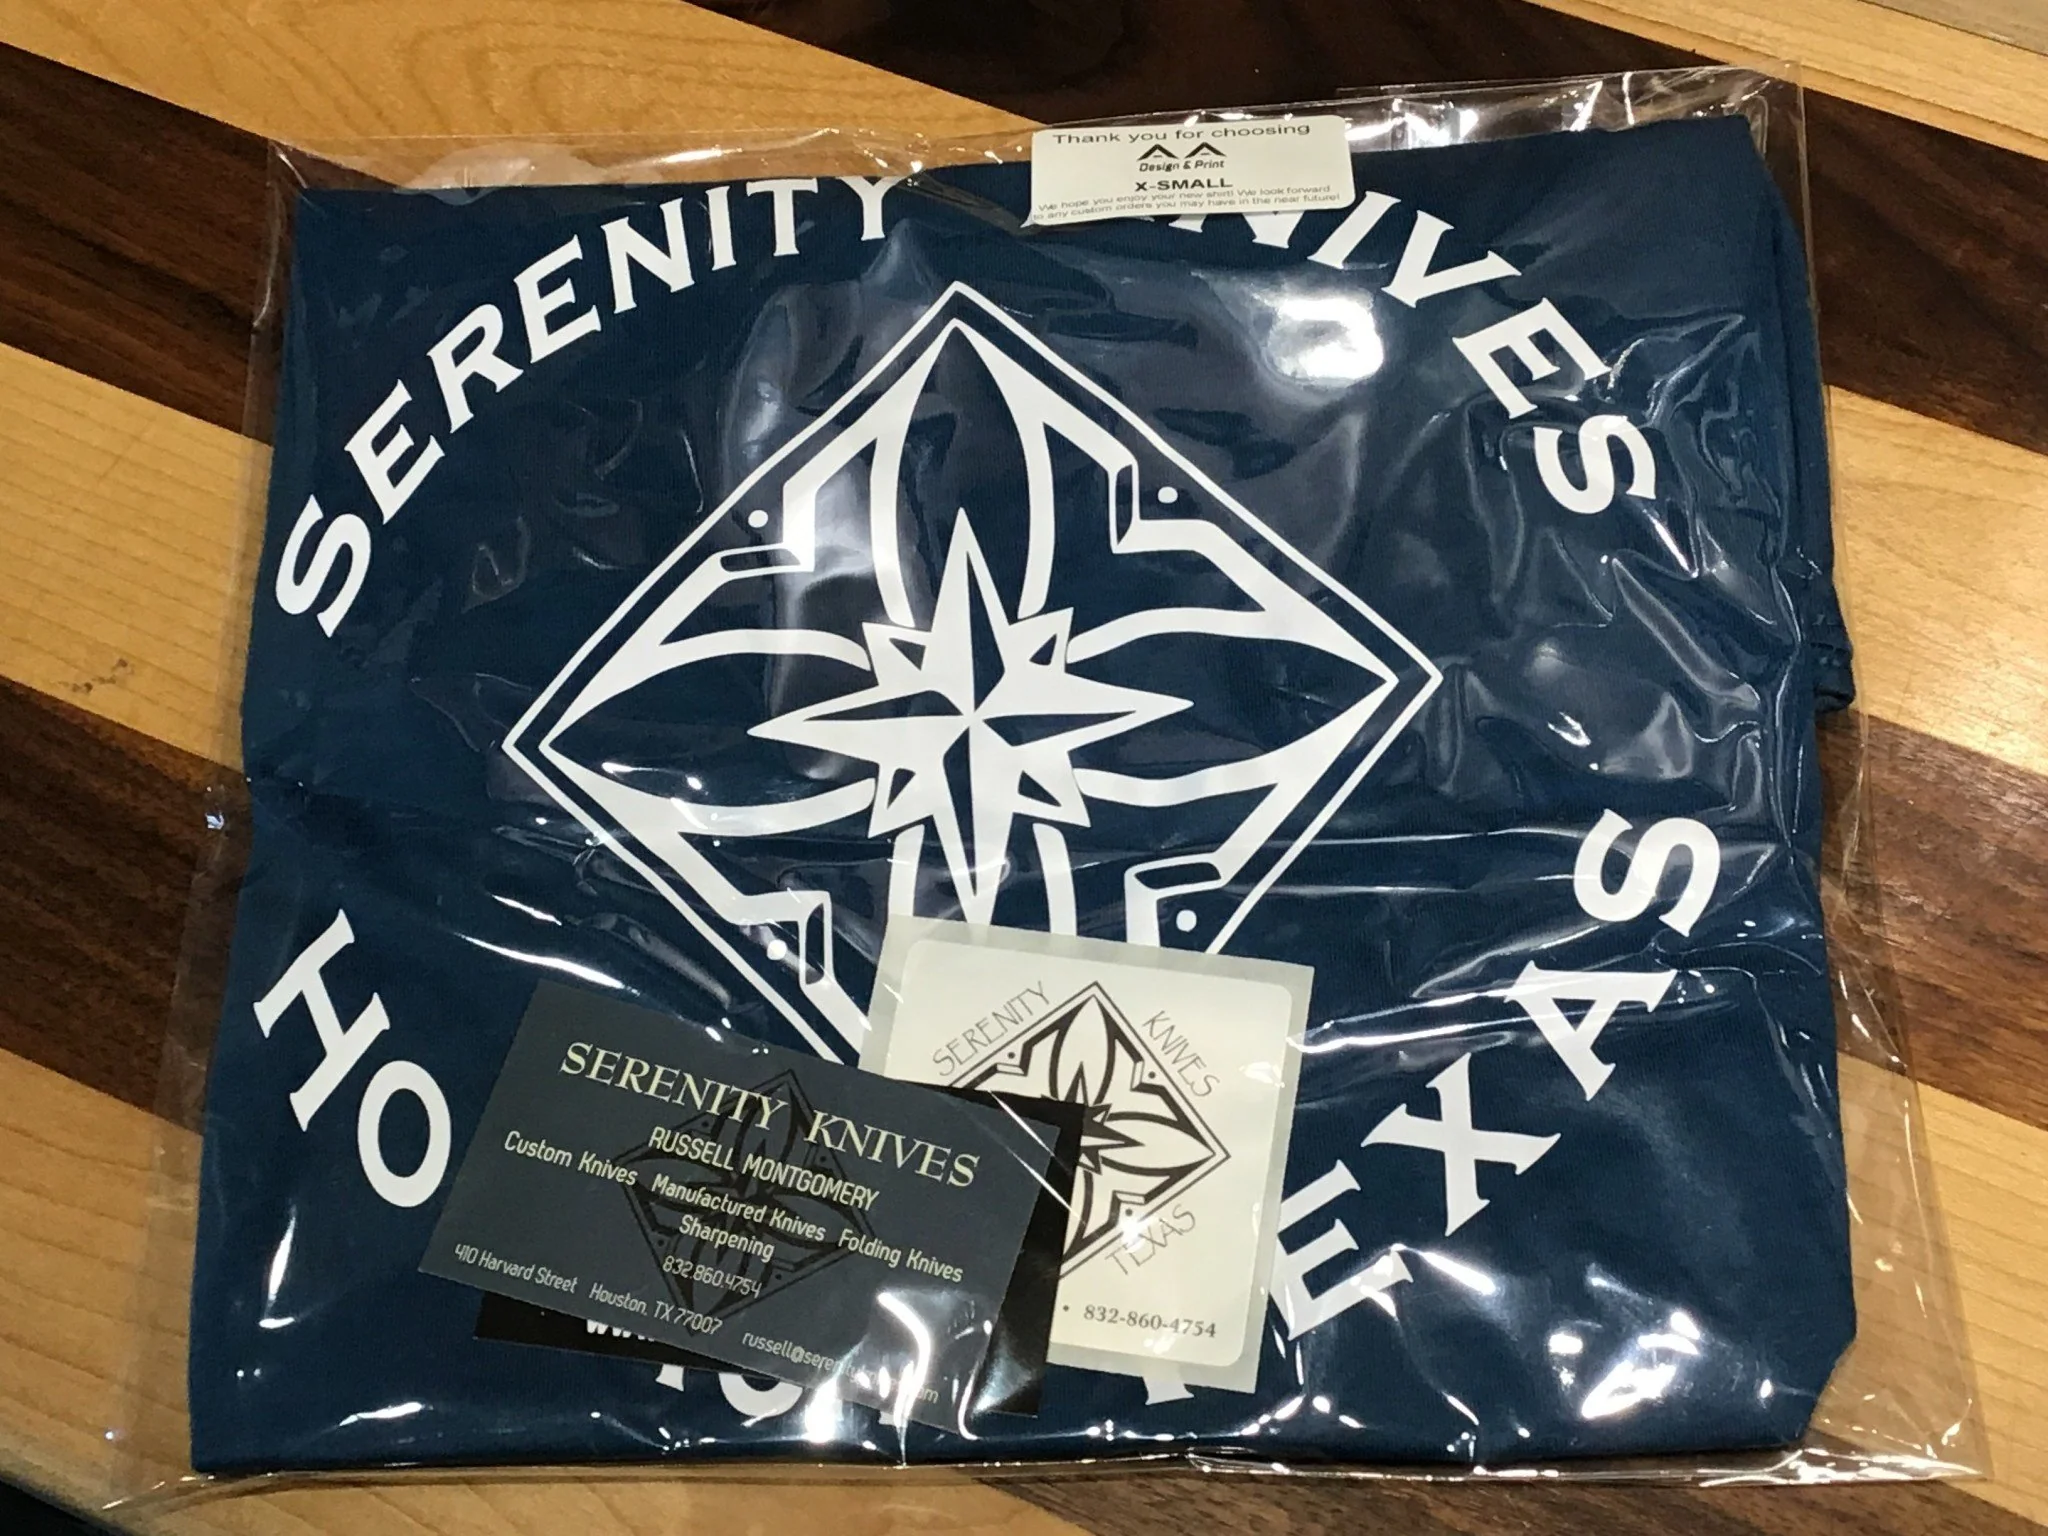 Thank you for choosing
AA
Design & Print
X-SMALL
We hope you enjoy your new shirt! We look forward
to any custom orders you may have in the near future!
SERENITY NIVES
HO
EXAS
SERENITY KNIVES
TEXAS
832-860-4754
SERENITY KNIVES
RUSSELL MONTGOMERY
Custom Knives Manufactured Knives Folding Knives
Sharpening
832.860.4754
410 Harvard Street Houston, TX 77007